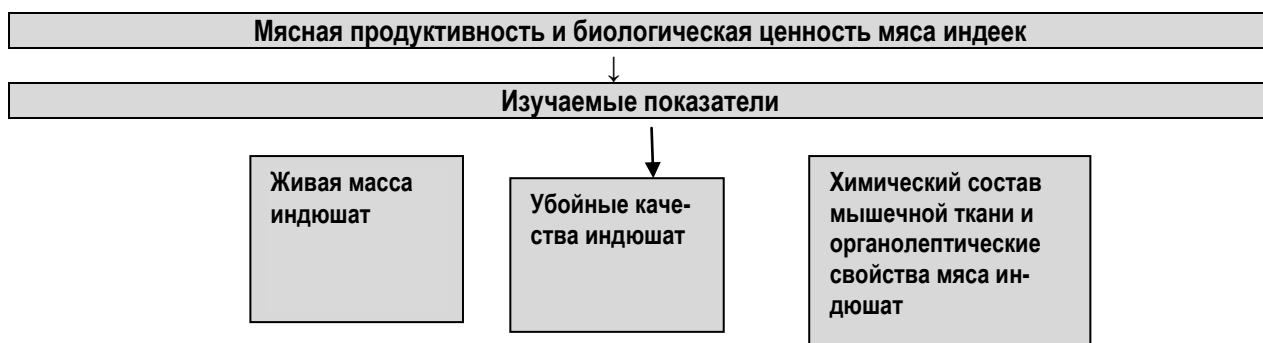 Мясная продуктивность и биологическая ценность мяса индеек
↓
Изучаемые показатели
Живая масса
индюшат
Убойные каче-
ства индюшат
Химический состав
мышечной ткани и
органолептические
свойства мяса ин-
дюшат